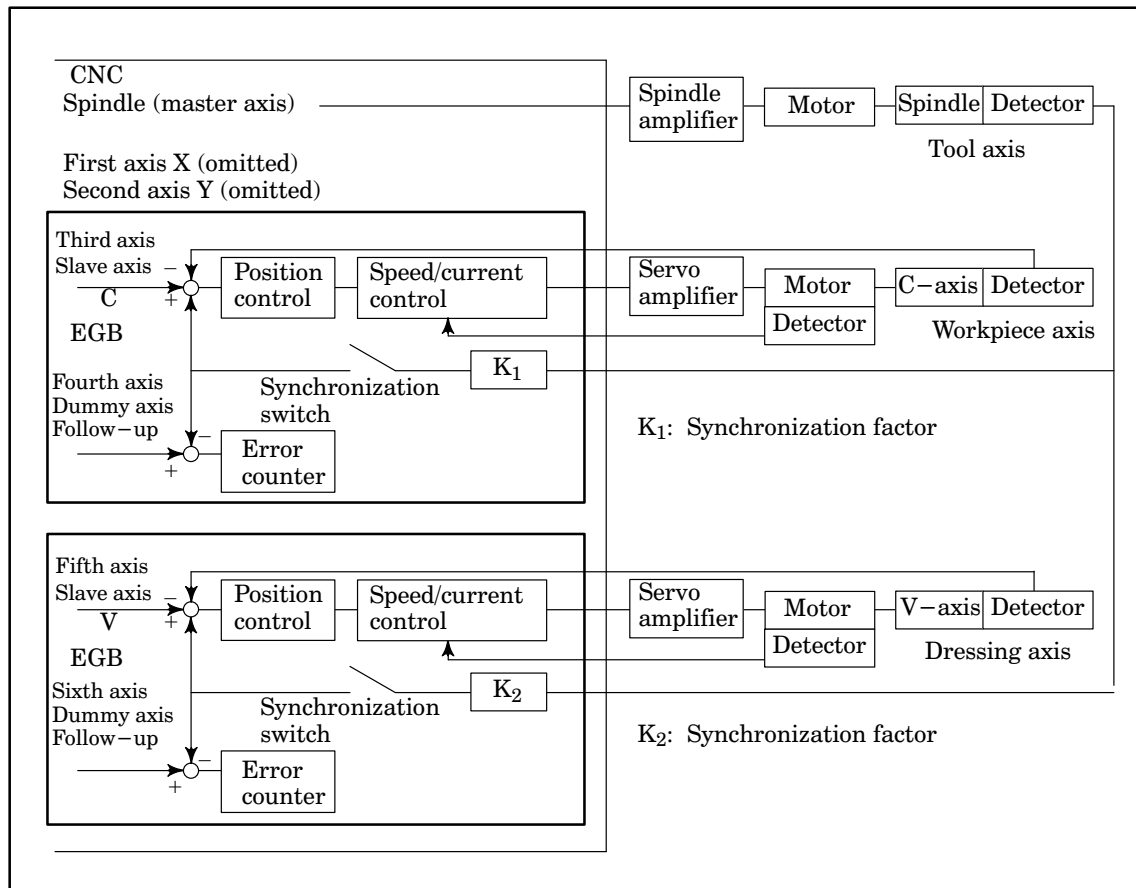 CNC
Spindle (master axis)
Spindle
amplifier
Motor
Spindle
Detector
Tool axis
First axis X (omitted)
Second axis Y (omitted)
Third axis
Slave axis
−
+
C
EGB
Position
control
Speed/current
control
Servo
amplifier
Motor
Detector
C−axis
Detector
Workpiece axis
Synchronization
switch
K1
Fourth axis
Dummy axis
Follow−up
−
+
Error
counter
K1: Synchronization factor
Fifth axis
Slave axis
−
+
V
EGB
Position
control
Speed/current
control
Servo
amplifier
Motor
Detector
V−axis
Detector
Dressing axis
Synchronization
switch
K2
Sixth axis
Dummy axis
Follow−up
−
+
Error
counter
K2: Synchronization factor